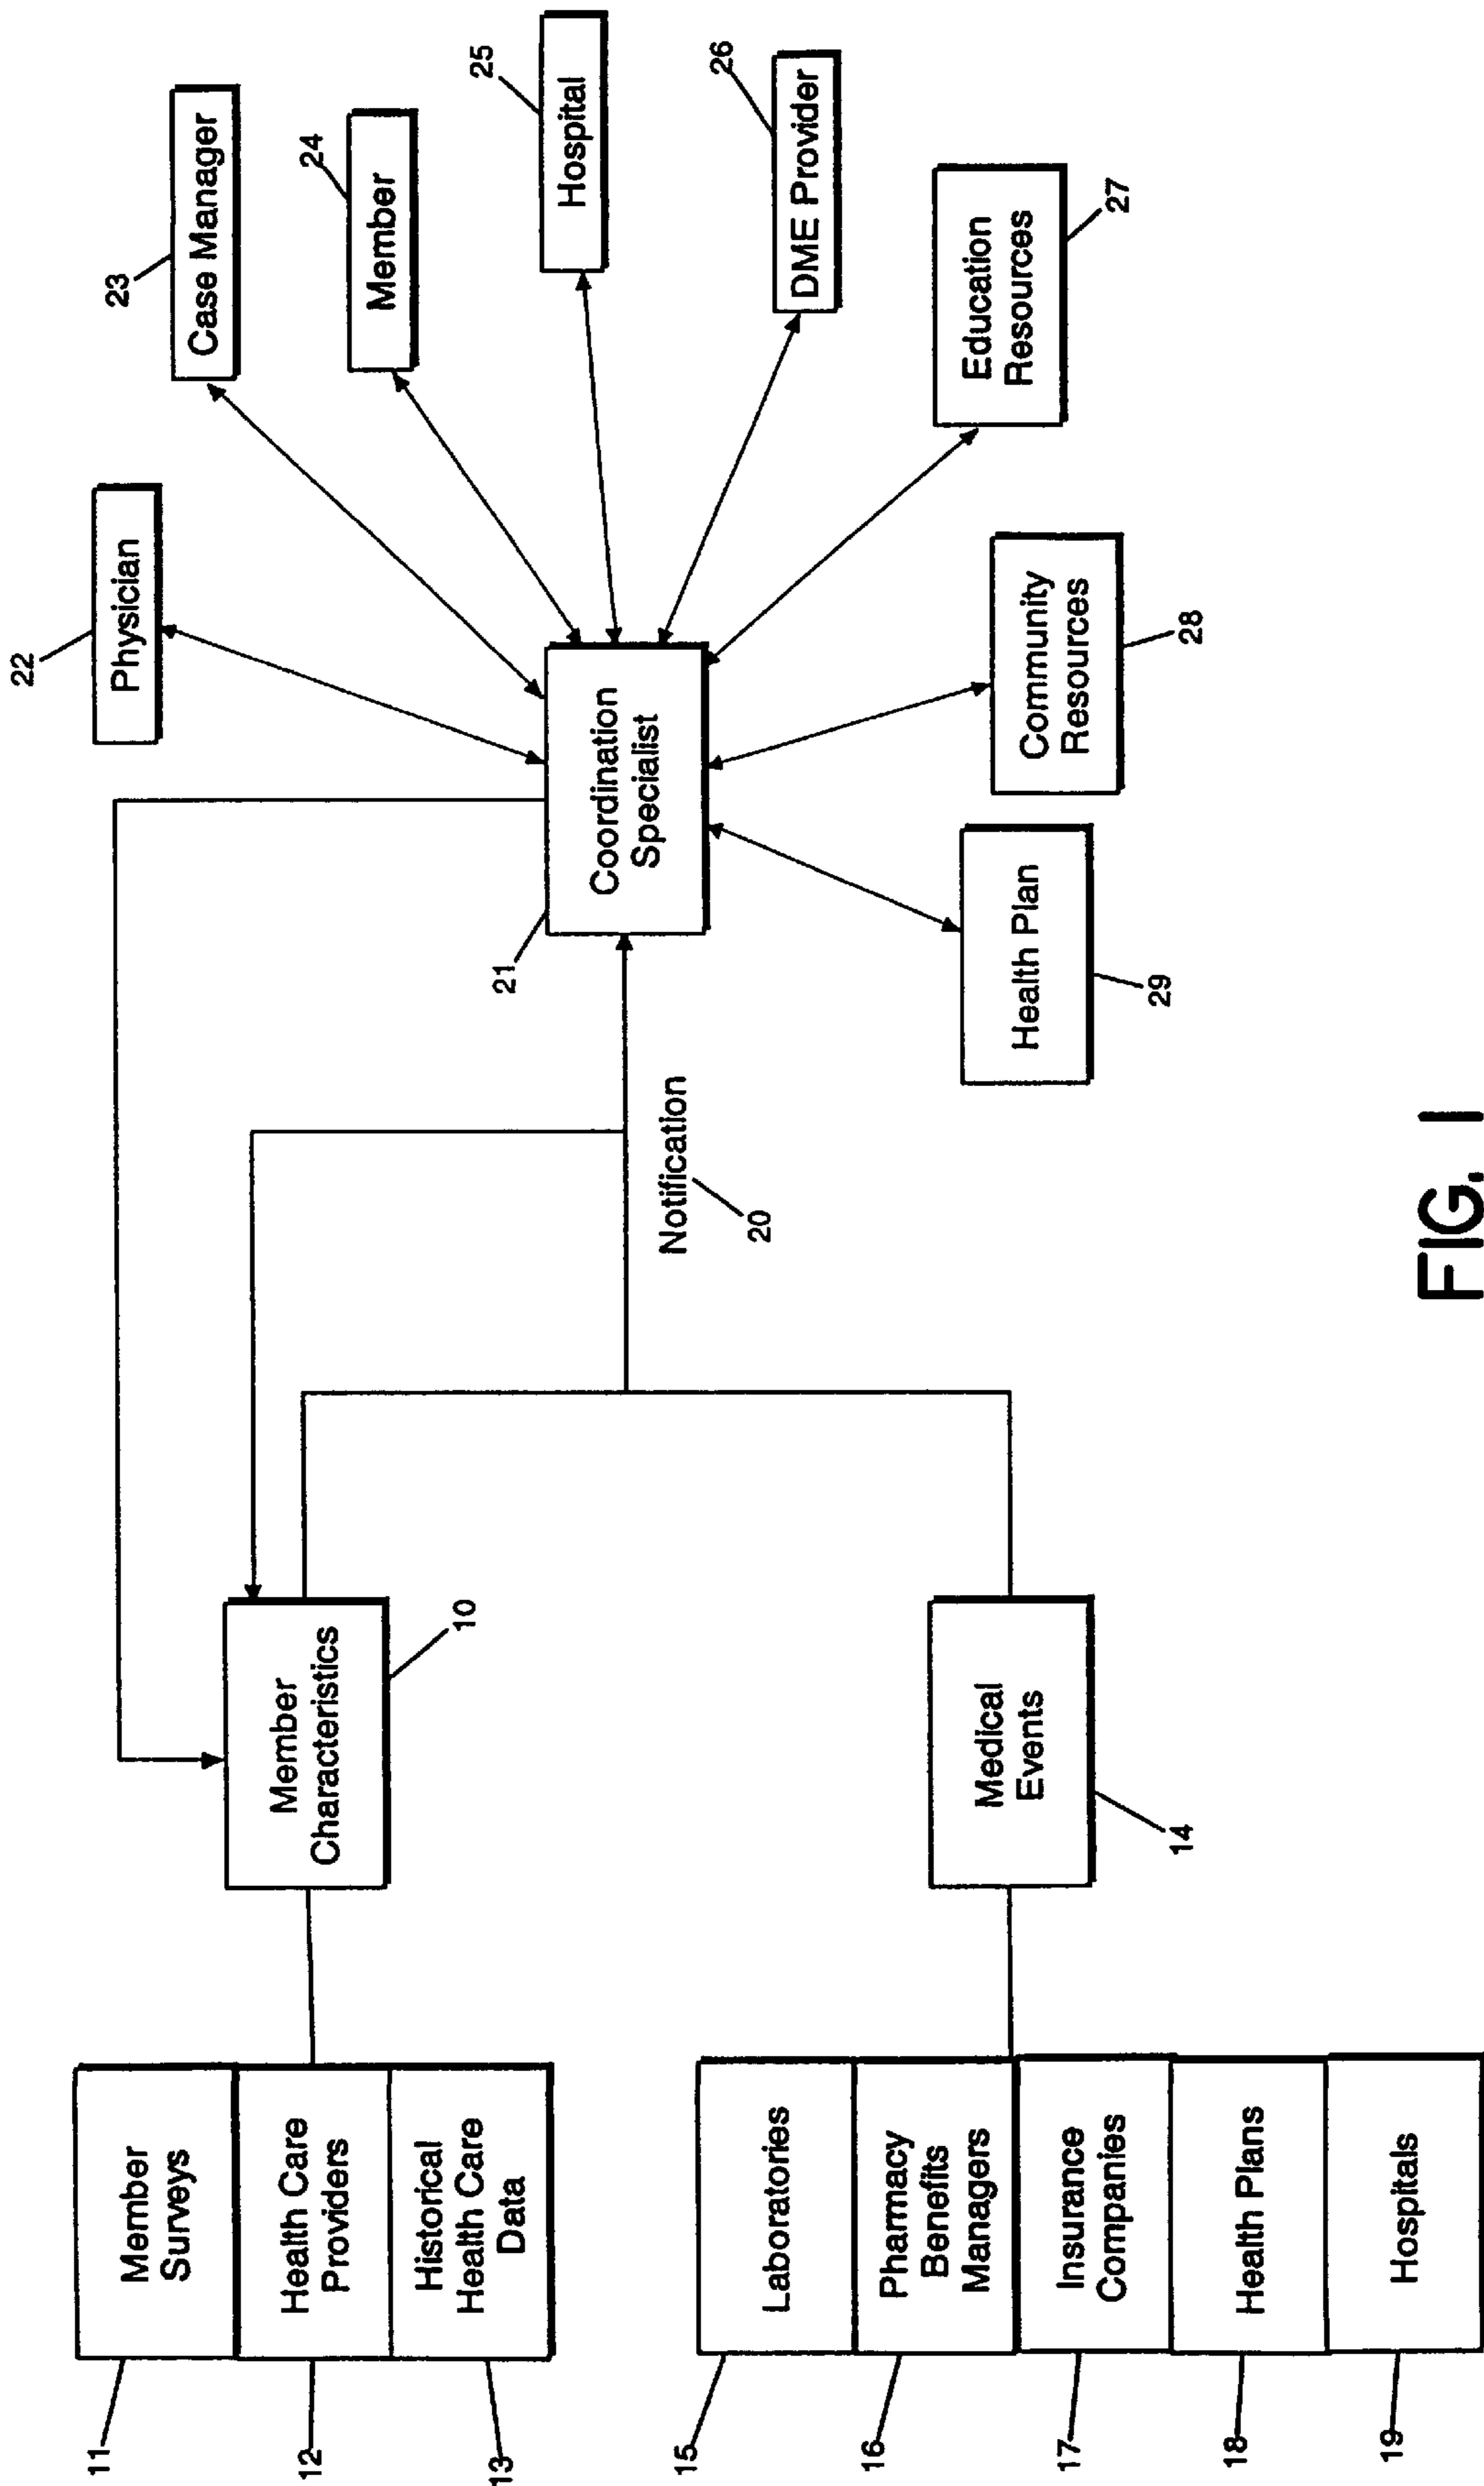 11
Member
Surveys
12
Health Care
Providers
13
Historical
Health Care
Data
Member
Characteristics
10
15
Laboratories
16
Pharmacy
Benefits
Managers
17
Insurance
Companies
18
Health Plans
19
Hospitals
Medical
Events
14
Notification
20
21
Coordination
Specialist
22
Physician
23
Case Manager
24
Member
25
Hospital
26
DME Provider
Education
Resources
27
Community
Resources
28
Health Plan
29
FIG. 1